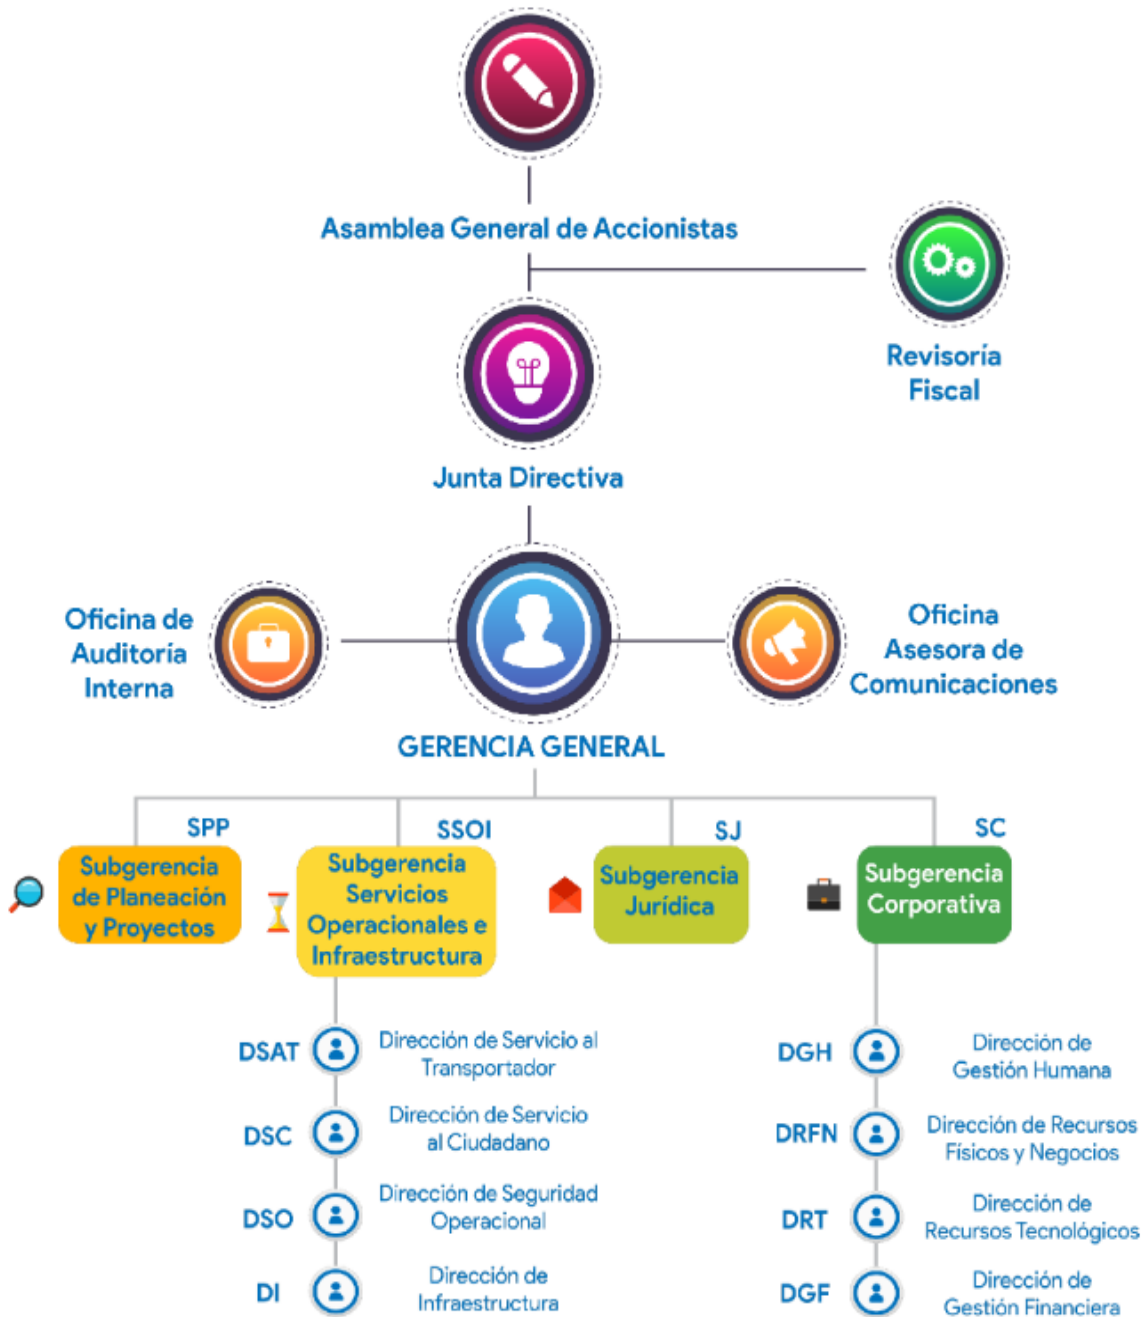 Asamblea General de Accionistas
Revisoría
Fiscal
Junta Directiva
Oficina de
Auditoría
Interna
Oficina
Asesora de
Comunicaciones
GERENCIA GENERAL
SPP
Subgerencia
de Planeación
y Proyectos
SSOI
Subgerencia
Servicios
Operacionales e
Infraestructura
SJ
Subgerencia
Jurídica
SC
Subgerencia
Corporativa
DSAT
Dirección de Servicio al
Transportador
DSC
Dirección de Servicio
al Ciudadano
DSO
Dirección de Seguridad
Operacional
DI
Dirección de
Infraestructura
DGH
Dirección de
Gestión Humana
DRFN
Dirección de Recursos
Físicos y Negocios
DRT
Dirección de
Recursos Tecnológicos
DGF
Dirección de
Gestión Financiera